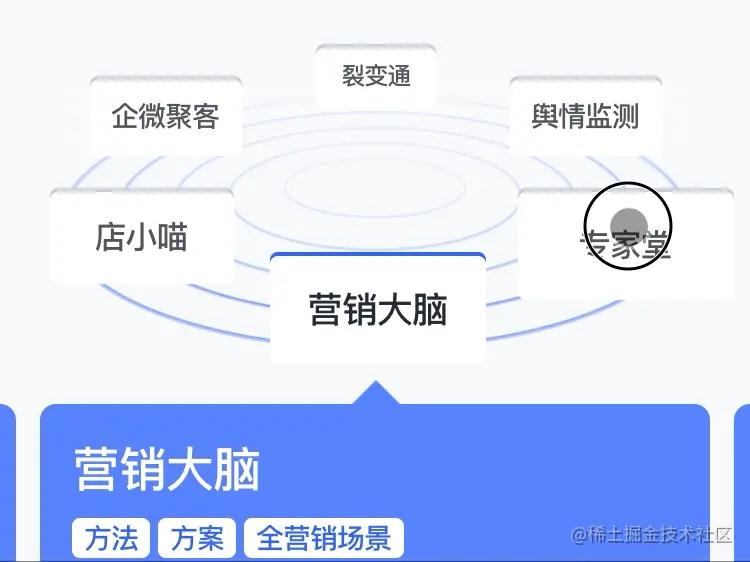 裂变通
企微聚客
舆情监测
店小喵
专家堂
营销大脑
营销大脑
方法 方案 全营销场景
@稀土掘金技术社区